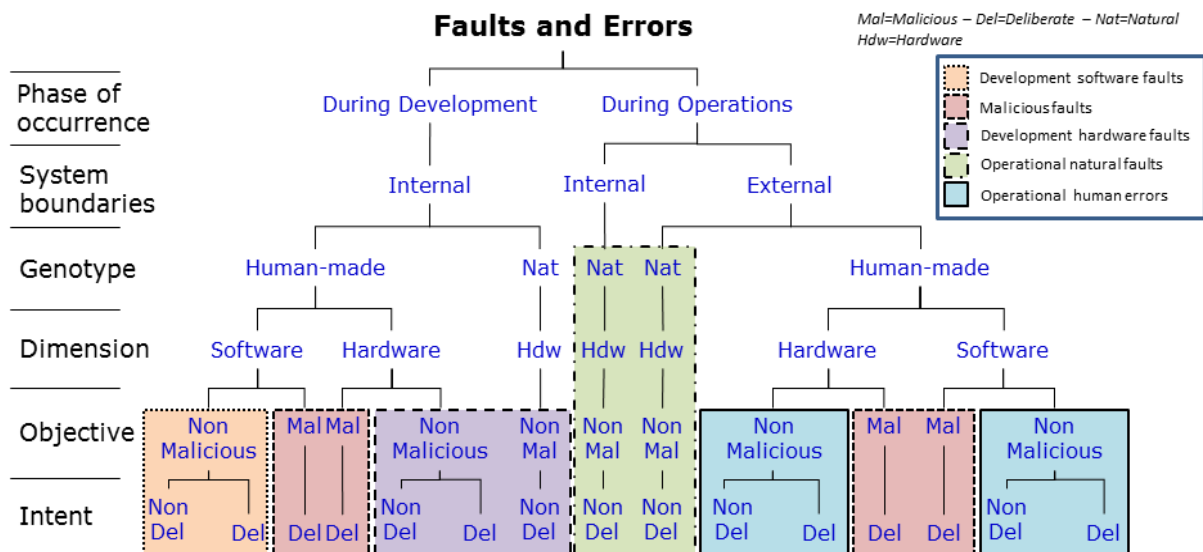 Faults and Errors
Mal=Malicious – Del=Deliberate – Nat=Natural
Hdw=Hardware
Development software faults
Malicious faults
Development hardware faults
Operational natural faults
Operational human errors
Phase of
occurrence
During Development
During Operations
System
boundaries
Internal
Internal
External
Genotype
Human-made
Nat
Nat
Nat
Human-made
Dimension
Software
Hardware
Hdw
Hdw
Hdw
Hardware
Software
Objective
Non
Malicious
Mal
Mal
Non
Malicious
Non
Mal
Non
Mal
Non
Mal
Non
Malicious
Mal
Mal
Non
Malicious
Intent
Non
Del
Del
Del
Del
Non
Del
Del
Non
Del
Non
Del
Non
Del
Non
Del
Del
Del
Del
Non
Del
Del